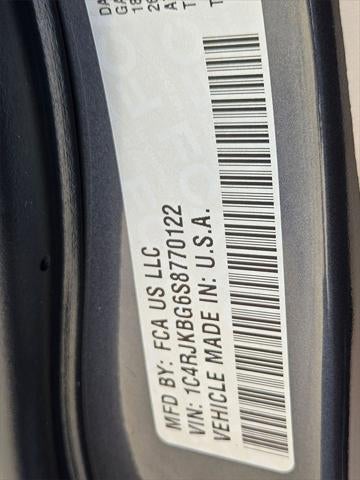 MFD BY: FCA US LLC
VIN: 1C4RJKBG6S8770122
VEHICLE MADE IN: U.S.A.